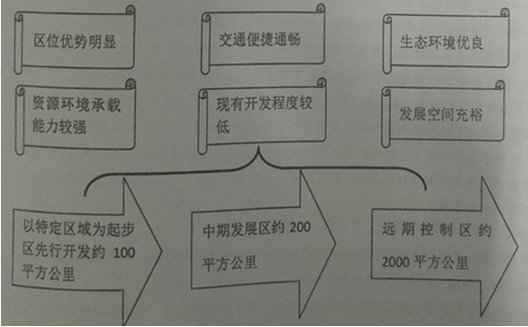 区位优势明显
交通便捷通畅
生态环境优良
资源环境承载
能力较强
现有开发程度较
低
发展空间充裕
以特定区域为起步
区先行开发约 100
平方公里
中期发展区约 200
平方公里
远期控制区约
2000 平方公里